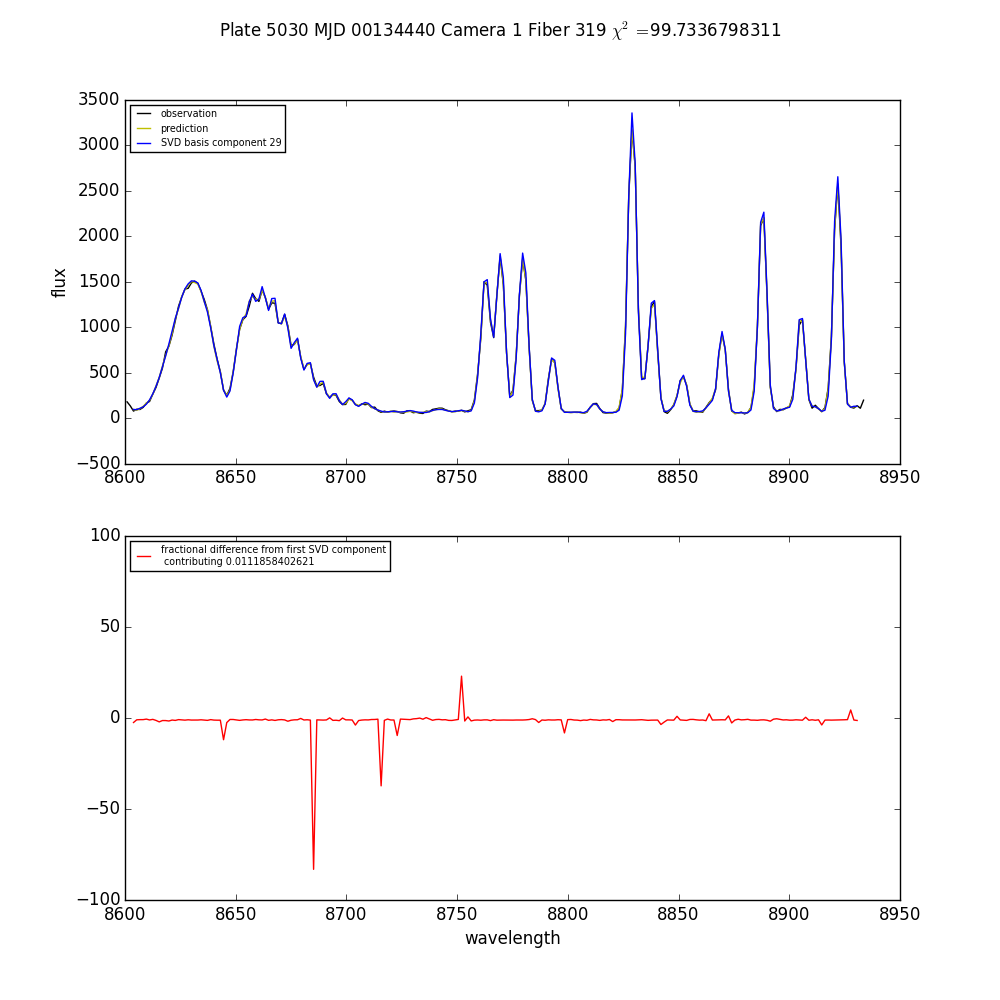 Plate 5030 MJD 00134440 Camera 1 Fiber 319 χ² =99.7336798311
3500
3000
2500
2000
1500
1000
500
0
−500
flux
observation
prediction
SVD basis component 29
8600 8650 8700 8750 8800 8850 8900 8950
100
50
0
−50
−100
fractional difference from first SVD component
contributing 0.0111858402621
8600 8650 8700 8750 8800 8850 8900 8950
wavelength